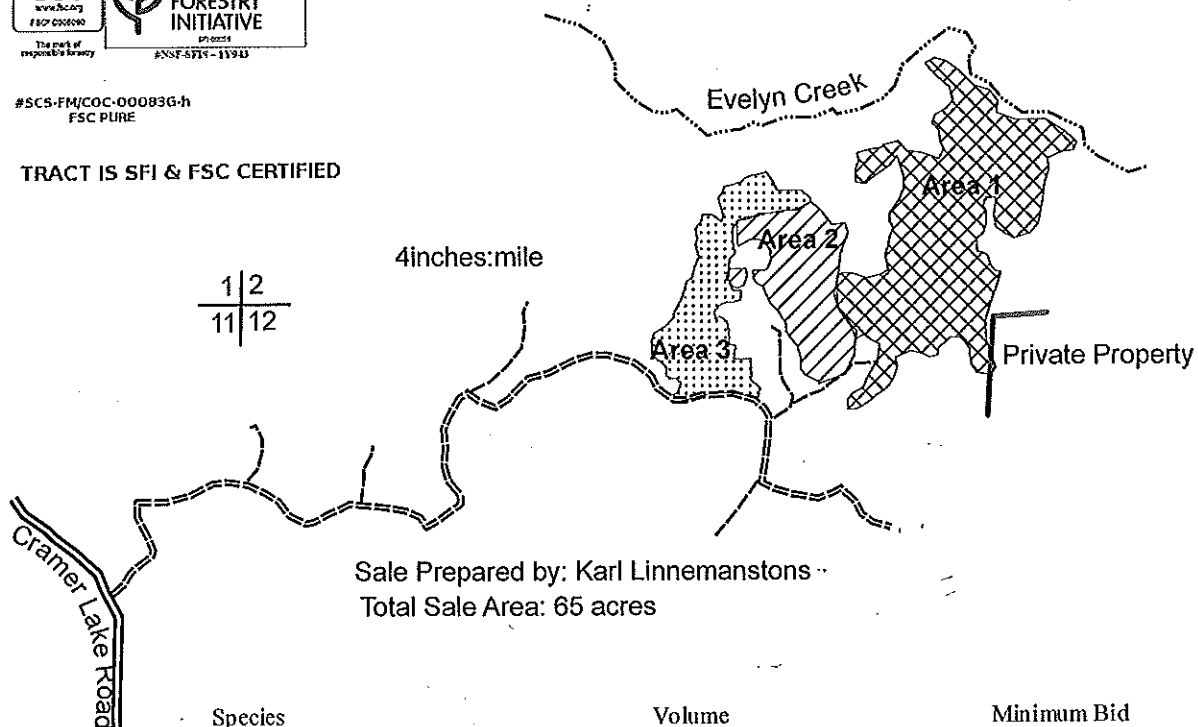 www.fsc.org
The mark of
responsible forestry
FORESTRY
INITIATIVE
#SCS-FM/COC-00083G-h
FSC PURE
TRACT IS SFI & FSC CERTIFIED
Evelyn Creek
Area 1
Area 2
4inches:mile
1 2
11 12
Area 3
Private Property
Cramer Lake Road
Sale Prepared by: Karl Linnemanstons
Total Sale Area: 65 acres
Species Volume Minimum Bid